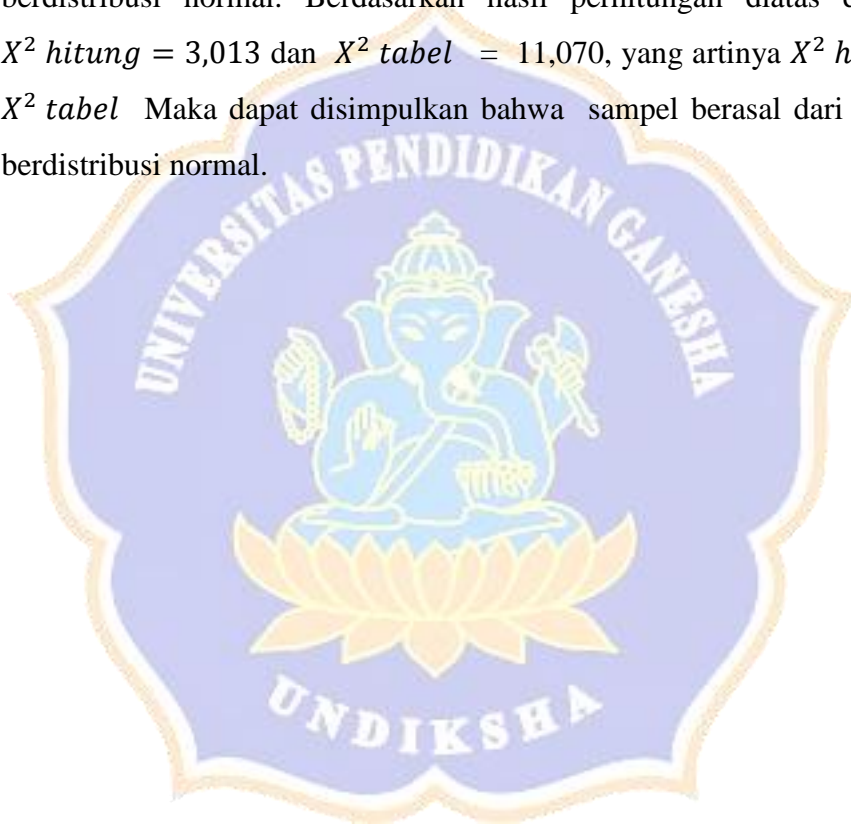 berdistribusi normal. Berdasarkan hasil perhitungan diatas
X² hitung = 3,013 dan X² tabel = 11,070, yang artinya X²
X² tabel Maka dapat disimpulkan bahwa sampel berasal dari
berdistribusi normal.
UNIVERSITAS PENDIDIKAN GANESHA
UNDIKSHA